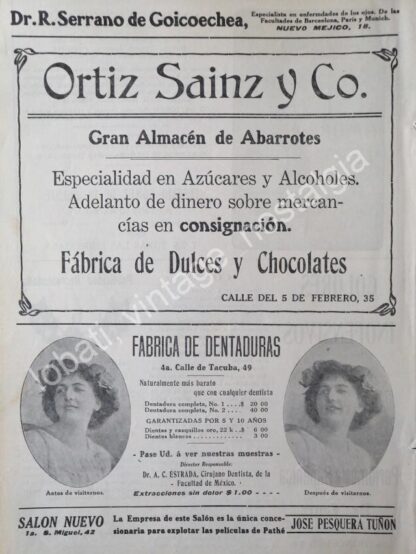 Dr. R. Serrano de Goicoechea,
Especialista en enfermedades de los ojos. De las
Facultades de Barcelona, París y Munich.
NUEVO MEJICO, 18.
Ortiz Sainz y Co.
Gran Almacén de Abarrotes
Especialidad en Azúcares y Alcoholes.
Adelanto de dinero sobre mercan-
cías en consignación.
Fábrica de Dulces y Chocolates
CALLE DEL 5 DE FEBRERO, 35
FABRICA DE DENTADURAS
4a. Calle de Tacuba, 49
Naturalmente más barato
que con cualquier dentista
Dentadura completa, No. 1 .... $ 20 00
Dentadura completa, No. 2 .... 40 00
GARANTIZADAS POR 5 Y 10 AÑOS
Dientes y casquillos oro, 22 k.. $ 6 00
Dientes blancos .............. 3 00
- Pase Ud. á ver nuestras muestras -
Director Responsable:
Dr. A. C. ESTRADA, Cirujano Dentista, de la
Facultad de México.
Extracciones sin dolor $1.00 - - - -
Antes de visitarnos.
Después de visitarnos.
SALON NUEVO
1a. S. Miguel, 42
La Empresa de este Salón es la única conce-
sionaria para explotar las películas de Pathé
JOSE PESQUERA TUÑON
lobati, vintage nostalgia